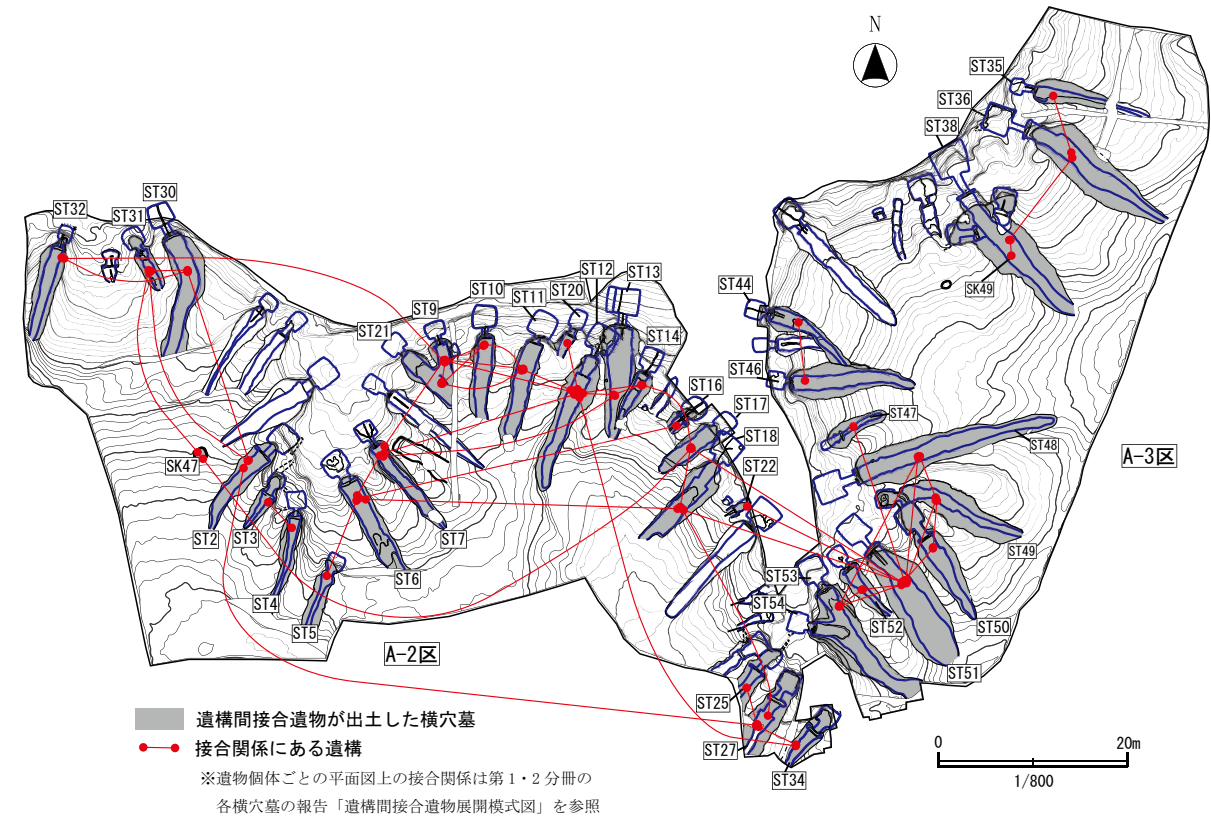 N
ST35
ST36
ST38
ST30
ST32
ST31
ST12
ST13
ST10
ST20
ST11
ST9
ST14
ST21
ST44
SK49
ST46
ST16
ST17
ST47
ST18
ST48
ST22
A-3区
SK47
ST2
ST3
ST7
ST49
ST6
ST4
ST53
ST54
ST52
ST50
ST5
A-2区
ST51
ST25
ST27
ST34
遺構間接合遺物が出土した横穴墓
接合関係にある遺構
※遺物個体ごとの平面図上の接合関係は第1・2分冊の
各横穴墓の報告「遺構間接合遺物展開模式図」を参照
0 20m
1/800